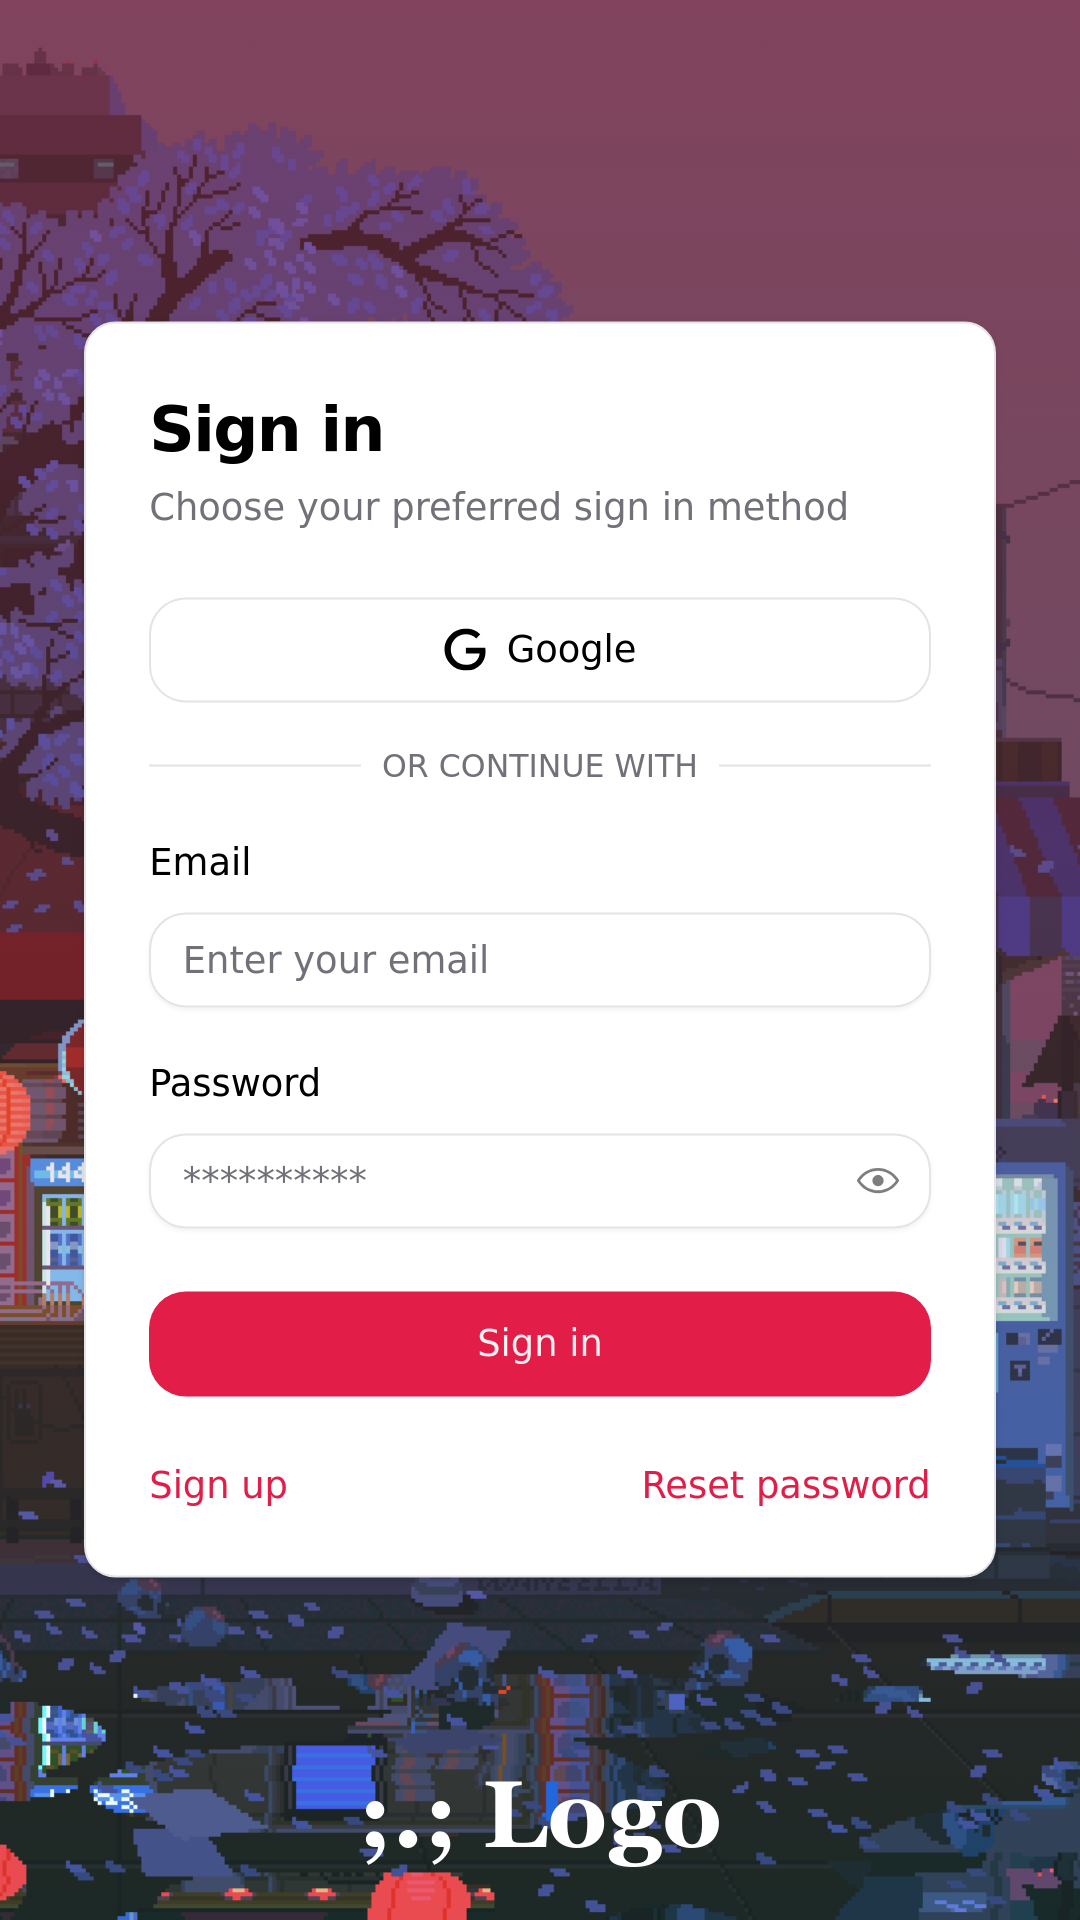 Sign in
Choose your preferred sign in method
Google
OR CONTINUE WITH
Email
Enter your email
Password
**********
144
T
Sign in
Sign up
Reset password
;.; Logo